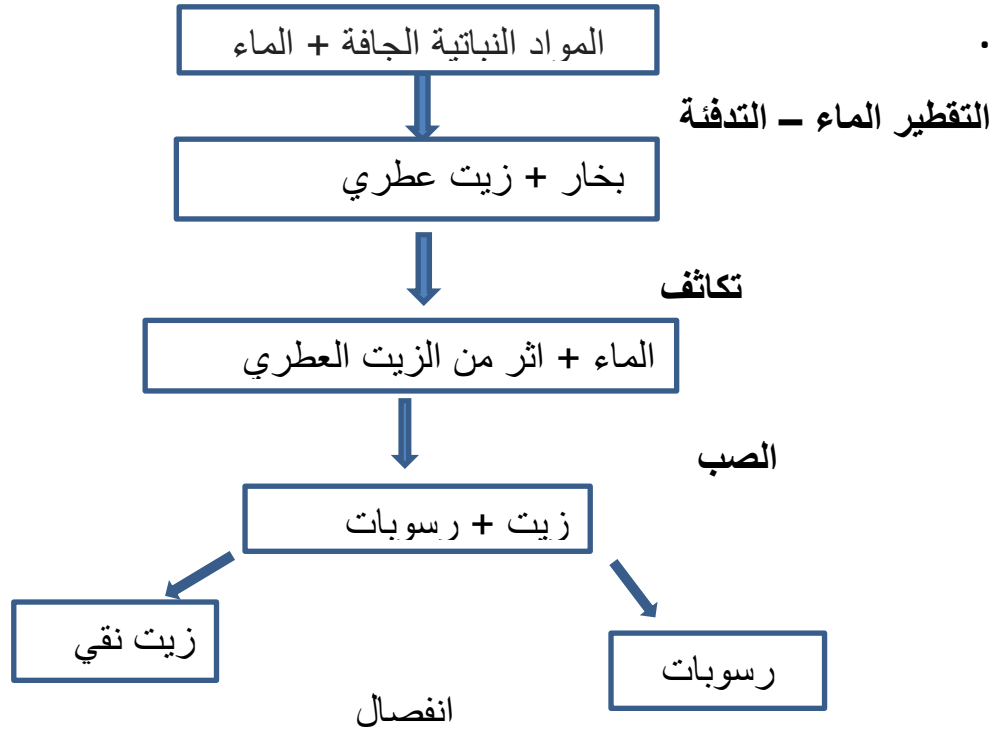 المواد النباتية الجافة + الماء
.
التقطير الماء – التدفئة
بخار + زيت عطري
تكاثف
الماء + اثر من الزيت العطري
الصب
زيت + رسوبات
زيت نقي
رسوبات
انفصال